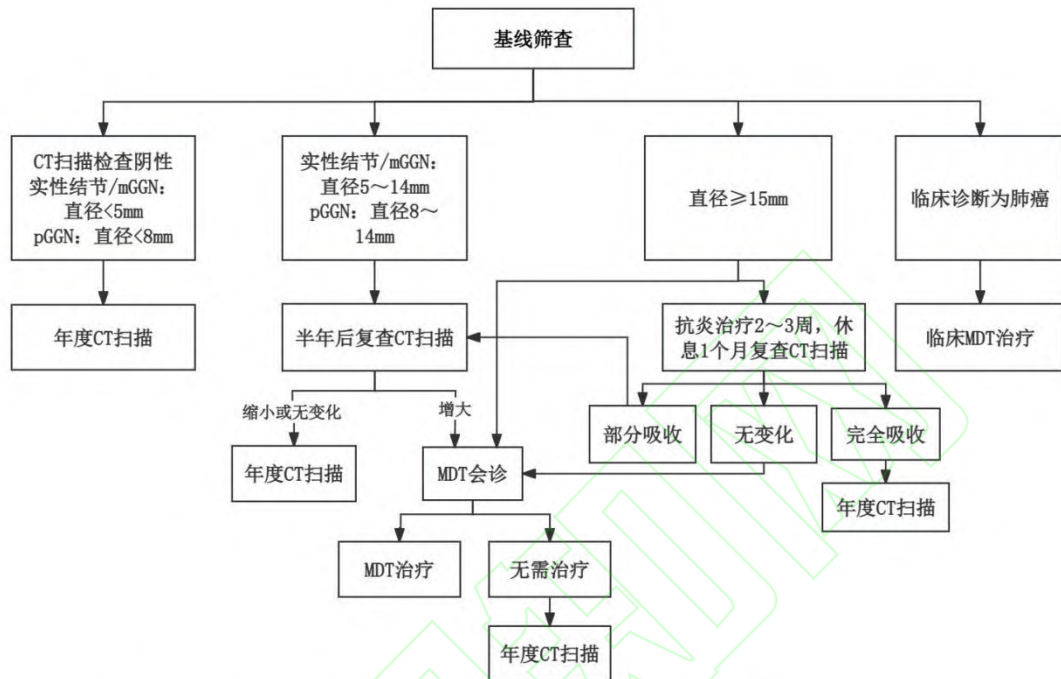 基线筛查
CT扫描检查阴性
实性结节/mGGN：
直径<5mm
pGGN：直径<8mm
实性结节/mGGN：
直径5～14mm
pGGN：直径8～
14mm
直径≥15mm
临床诊断为肺癌
年度CT扫描
半年后复查CT扫描
抗炎治疗2～3周，休
息1个月复查CT扫描
临床MDT治疗
缩小或无变化
增大
部分吸收
无变化
完全吸收
年度CT扫描
MDT会诊
年度CT扫描
MDT治疗
无需治疗
年度CT扫描